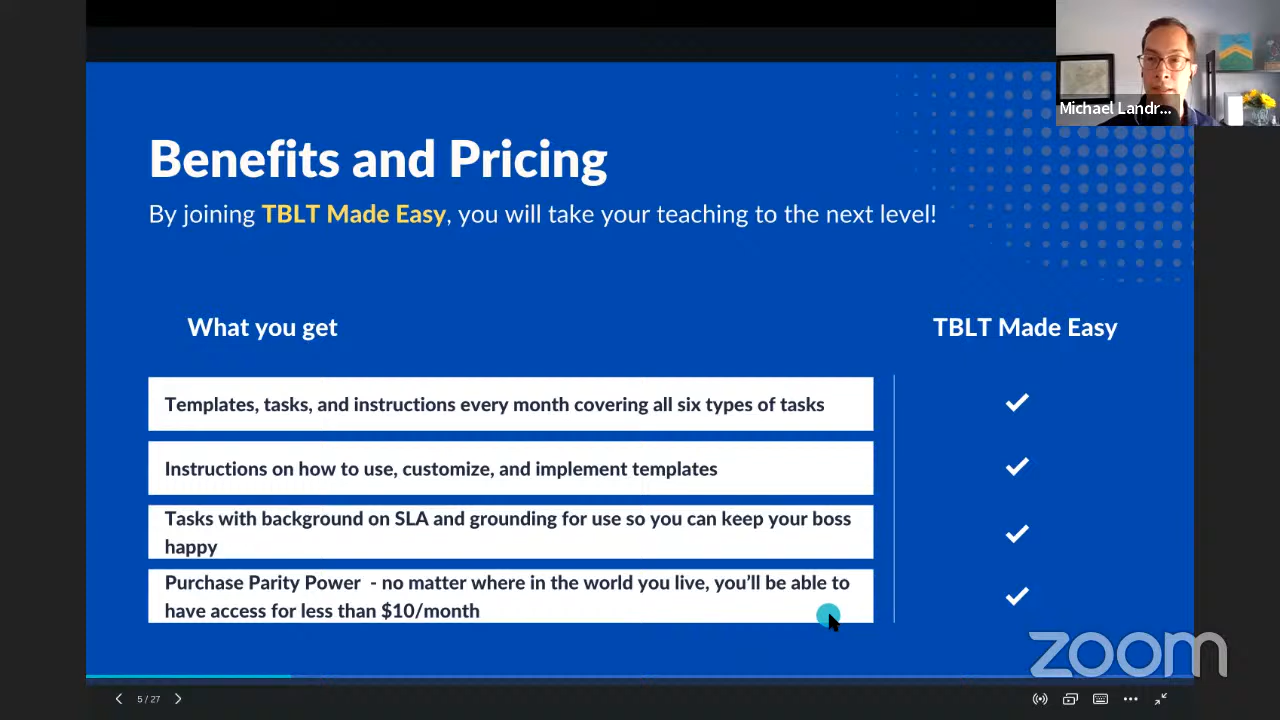 Michael Landr...
Benefits and Pricing
By joining TBLT Made Easy, you will take your teaching to the next level!
What you get
TBLT Made Easy
Templates, tasks, and instructions every month covering all six types of tasks
Instructions on how to use, customize, and implement templates
Tasks with background on SLA and grounding for use so you can keep your boss
happy
Purchase Parity Power - no matter where in the world you live, you'll be able to
have access for less than $10/month
zoom
5 / 27